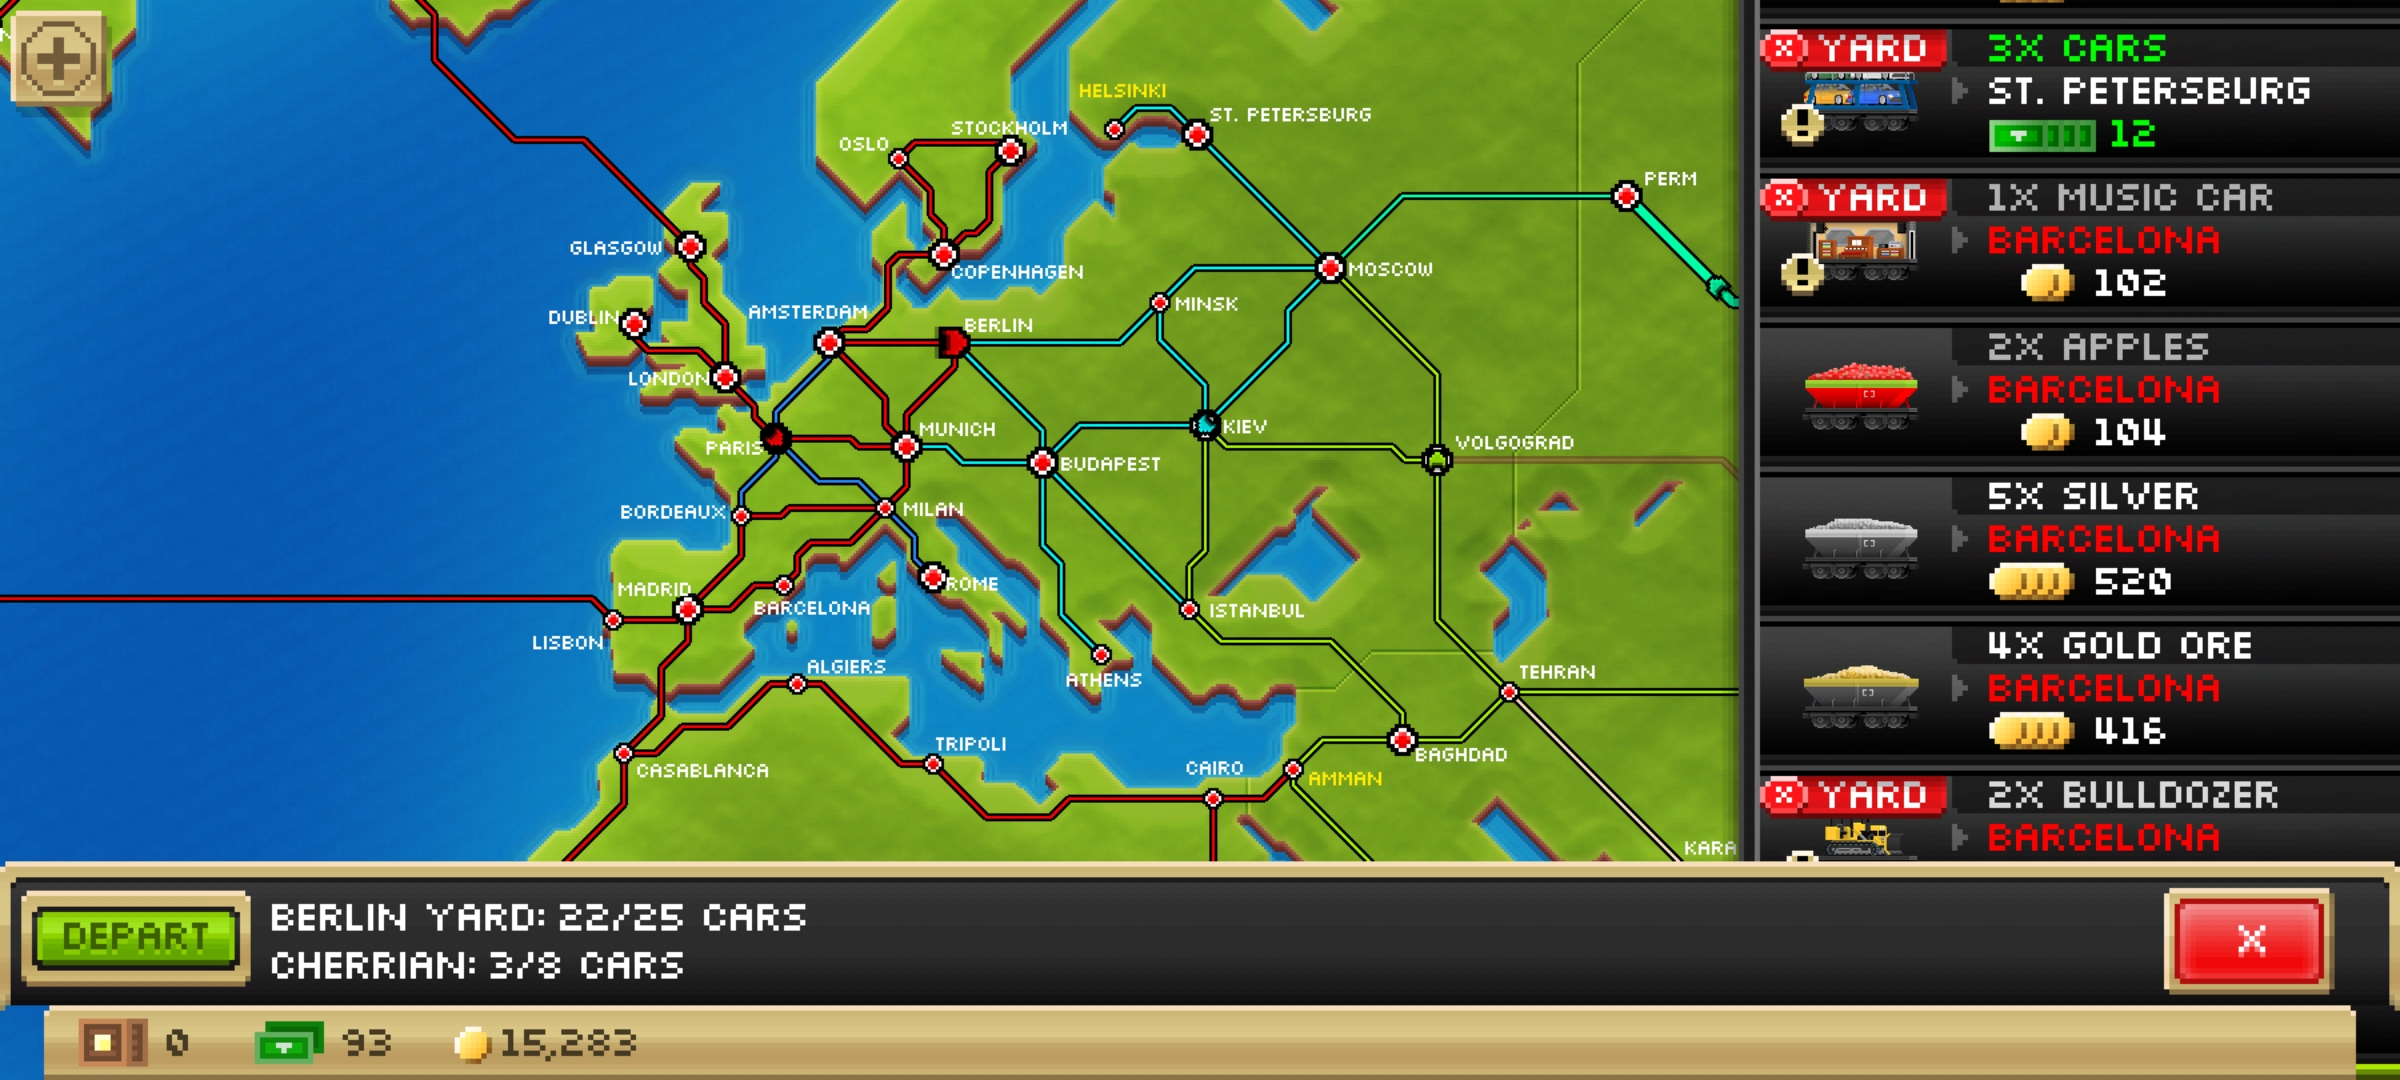 HELSINKI
ST. PETERSBURG
STOCKHOLM
OSLO
PERM
GLASGOW
COPENHAGEN
MOSCOW
DUBLIN
AMSTERDAM
BERLIN
MINSK
LONDON
PARIS
MUNICH
KIEV
BUDAPEST
VOLGOGRAD
BORDEAUX
MILAN
MADRID
ROME
BARCELONA
ISTANBUL
LISBON
ALGIERS
ATHENS
TEHRAN
CASABLANCA
TRIPOLI
CAIRO
AMMAN
BAGHDAD
KARA
YARD
3X CARS
ST. PETERSBURG
12
YARD
1X MUSIC CAR
BARCELONA
102
2X APPLES
BARCELONA
104
5X SILVER
BARCELONA
520
4X GOLD ORE
BARCELONA
416
YARD
2X BULLDOZER
BARCELONA
DEPART
BERLIN YARD: 22/25 CARS
CHERRIAN: 3/8 CARS
X
0
93
15,283